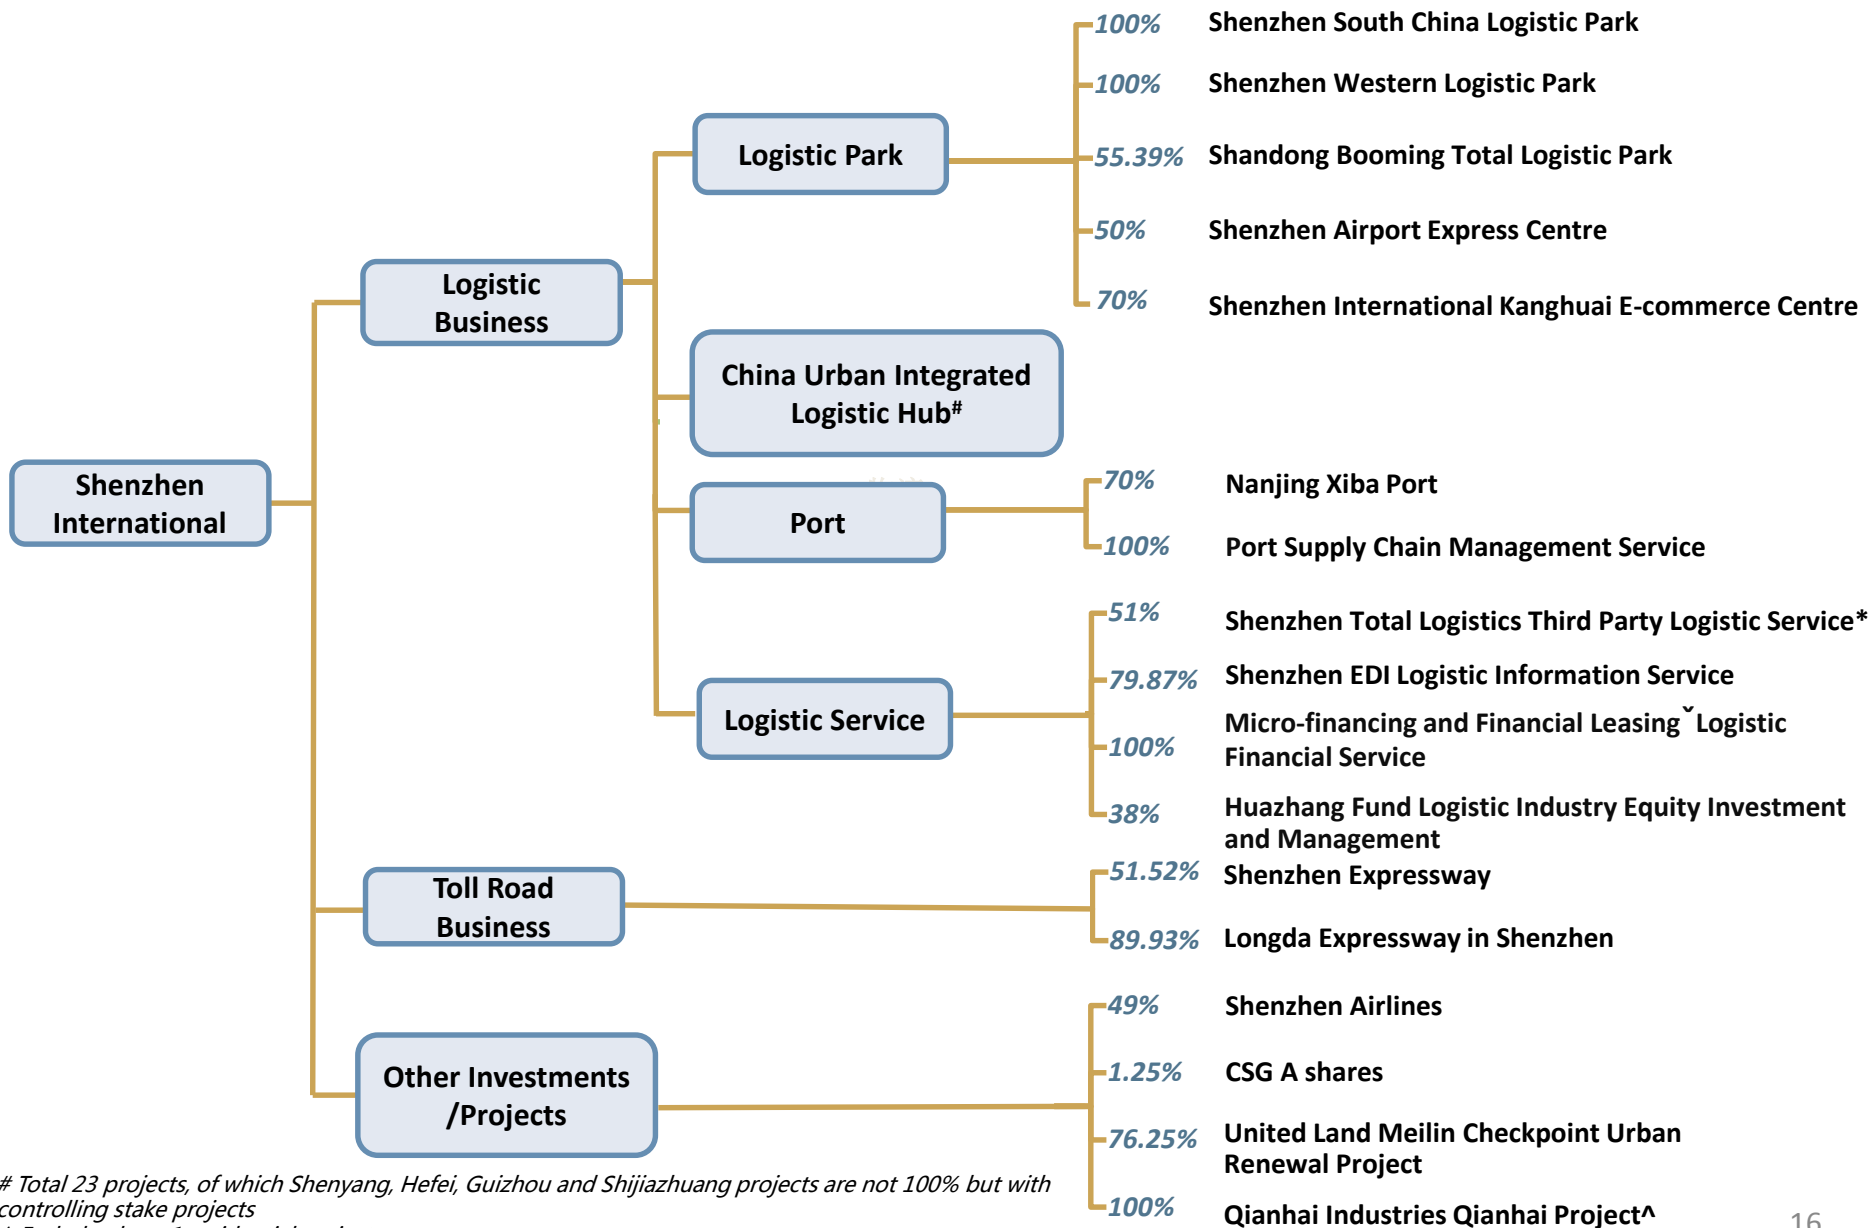 100% Shenzhen South China Logistic Park
100% Shenzhen Western Logistic Park
Logistic Park
55.39% Shandong Booming Total Logistic Park
50% Shenzhen Airport Express Centre
Logistic
Business
70% Shenzhen International Kanghuai E-commerce Centre
China Urban Integrated
Logistic Hub#
Shenzhen
International
Port
70% Nanjing Xiba Port
100% Port Supply Chain Management Service
51% Shenzhen Total Logistics Third Party Logistic Service*
79.87% Shenzhen EDI Logistic Information Service
Logistic Service
Micro-financing and Financial Leasingˇ Logistic
100% Financial Service
38% Huazhang Fund Logistic Industry Equity Investment
and Management
Toll Road
Business
51.52% Shenzhen Expressway
89.93% Longda Expressway in Shenzhen
49% Shenzhen Airlines
1.25% CSG A shares
Other Investments
/Projects
76.25% United Land Meilin Checkpoint Urban
Renewal Project
100% Qianhai Industries Qianhai Project^
# Total 23 projects, of which Shenyang, Hefei, Guizhou and Shijiazhuang projects are not 100% but with
controlling stake projects
16